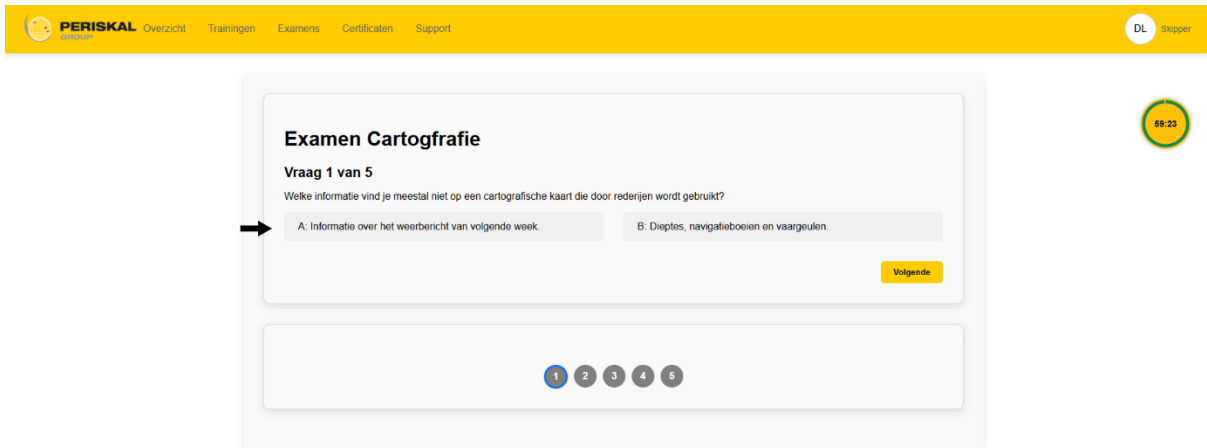 PERISKAL GROUP Overzicht Trainingen Examens Certificaten Support DL Skipper
59:23
Examen Cartogfrafie
Vraag 1 van 5
Welke informatie vind je meestal niet op een cartografische kaart die door rederijen wordt gebruikt?
A: Informatie over het weerbericht van volgende week. B: Dieptes, navigatieboeien en vaargeulen.
Volgende
1 2 3 4 5